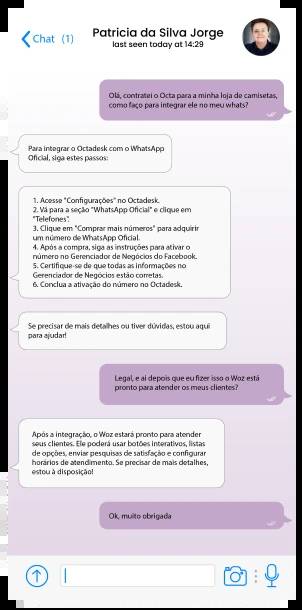 Chat (1)
Patricia da Silva Jorge
last seen today at 14:29
Olá, contratei o Octa para a minha loja de camisetas,
como faço para integrar ele no meu whats?
Para integrar o Octadesk com o WhatsApp
Oficial, siga estes passos:
1. Acesse "Configurações" no Octadesk.
2. Vá para a seção "WhatsApp Oficial" e clique em
"Telefones".
3. Clique em "Comprar mais números" para adquirir
um número de WhatsApp Oficial.
4. Após a compra, siga as instruções para ativar o
número no Gerenciador de Negócios do Facebook.
5. Certifique-se de que todas as informações no
Gerenciador de Negócios estão corretas.
6. Conclua a ativação do número no Octadesk.
Se precisar de mais detalhes ou tiver dúvidas, estou aqui
para ajudar!
Legal, e ai depois que eu fizer isso o Woz está
pronto para atender os meus clientes?
Após a integração, o Woz estará pronto para atender
seus clientes. Ele poderá usar botões interativos, listas
de opções, enviar pesquisas de satisfação e configurar
horários de atendimento. Se precisar de mais detalhes,
estou à disposição!
Ok, muito obrigada